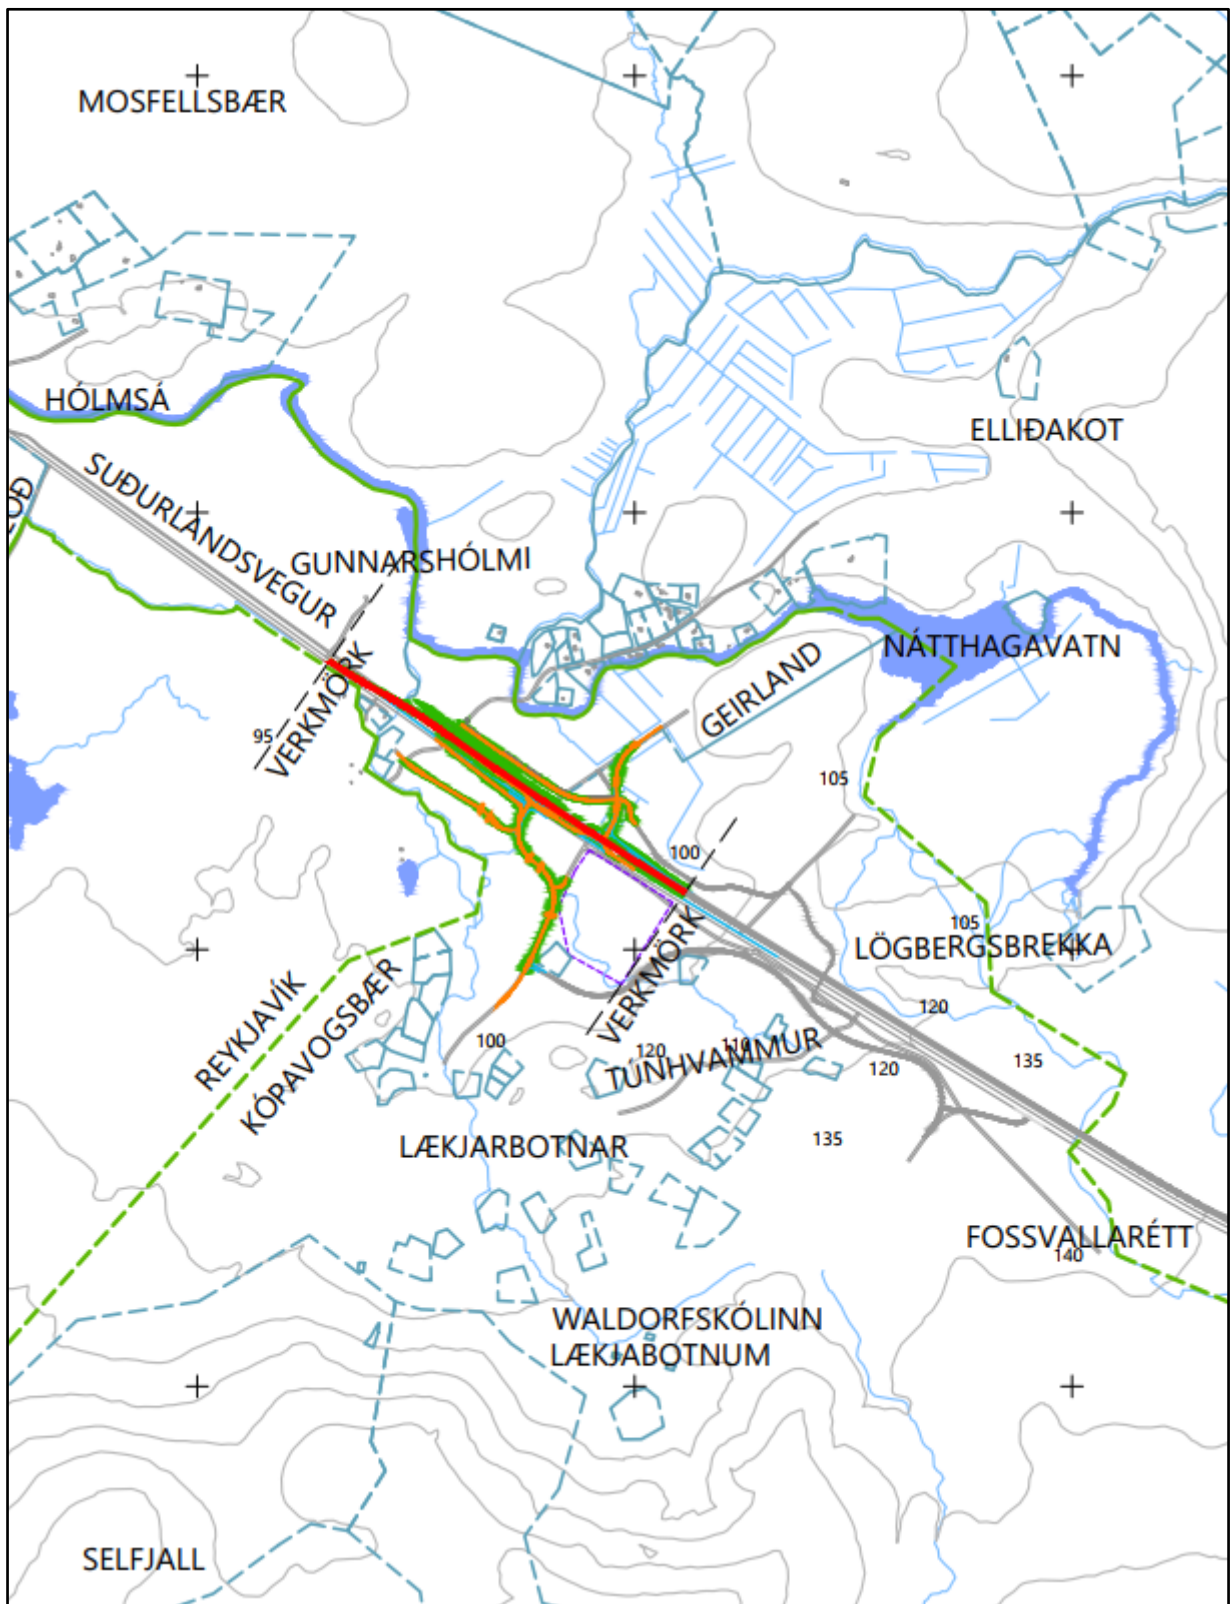 MOSFELLSBÆR
HÓLMSÁ
ELLIÐAKOT
SUÐURLANDSVEGUR
GUNNARSHÓLMI
NÁTTHAGAVATN
GEIRLAND
VERKMÖRK
95
105
100
105
LÖGBERGSBREKKA
VERKMÖRK
REYKJAVÍK
KÓPAVOGSBÆR
120
100
120
110
TÚNHVAMMUR
120
135
135
LÆKJARBOTNAR
FOSSVALLARÉTT
140
WALDORFSKÓLINN
LÆKJABOTNUM
SELFJALL